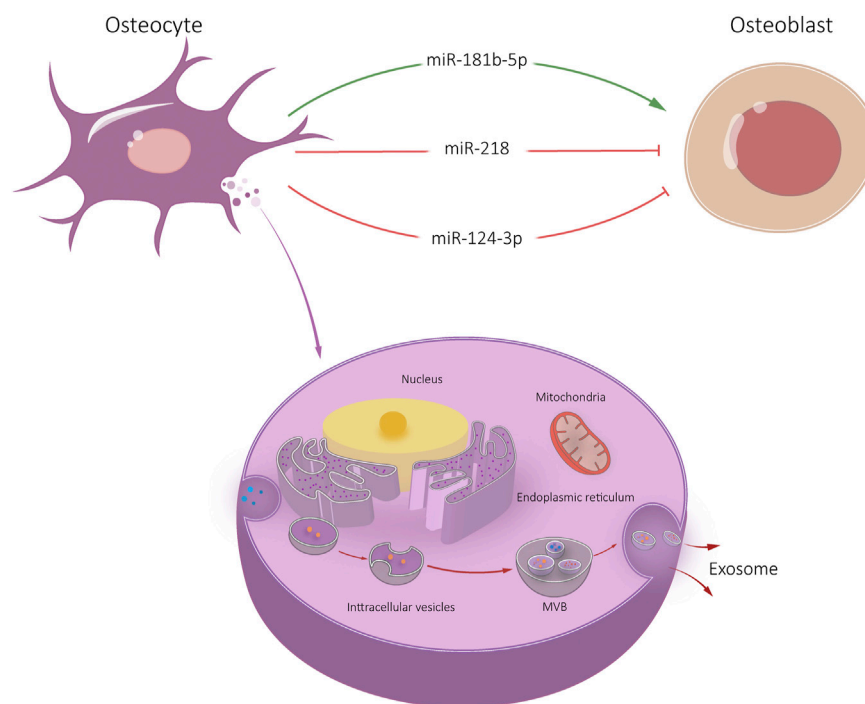 Osteocyte
Osteoblast
miR-181b-5p
miR-218
miR-124-3p
Nucleus
Mitochondria
Endoplasmic reticulum
Inttracellular vesicles
MVB
Exosome